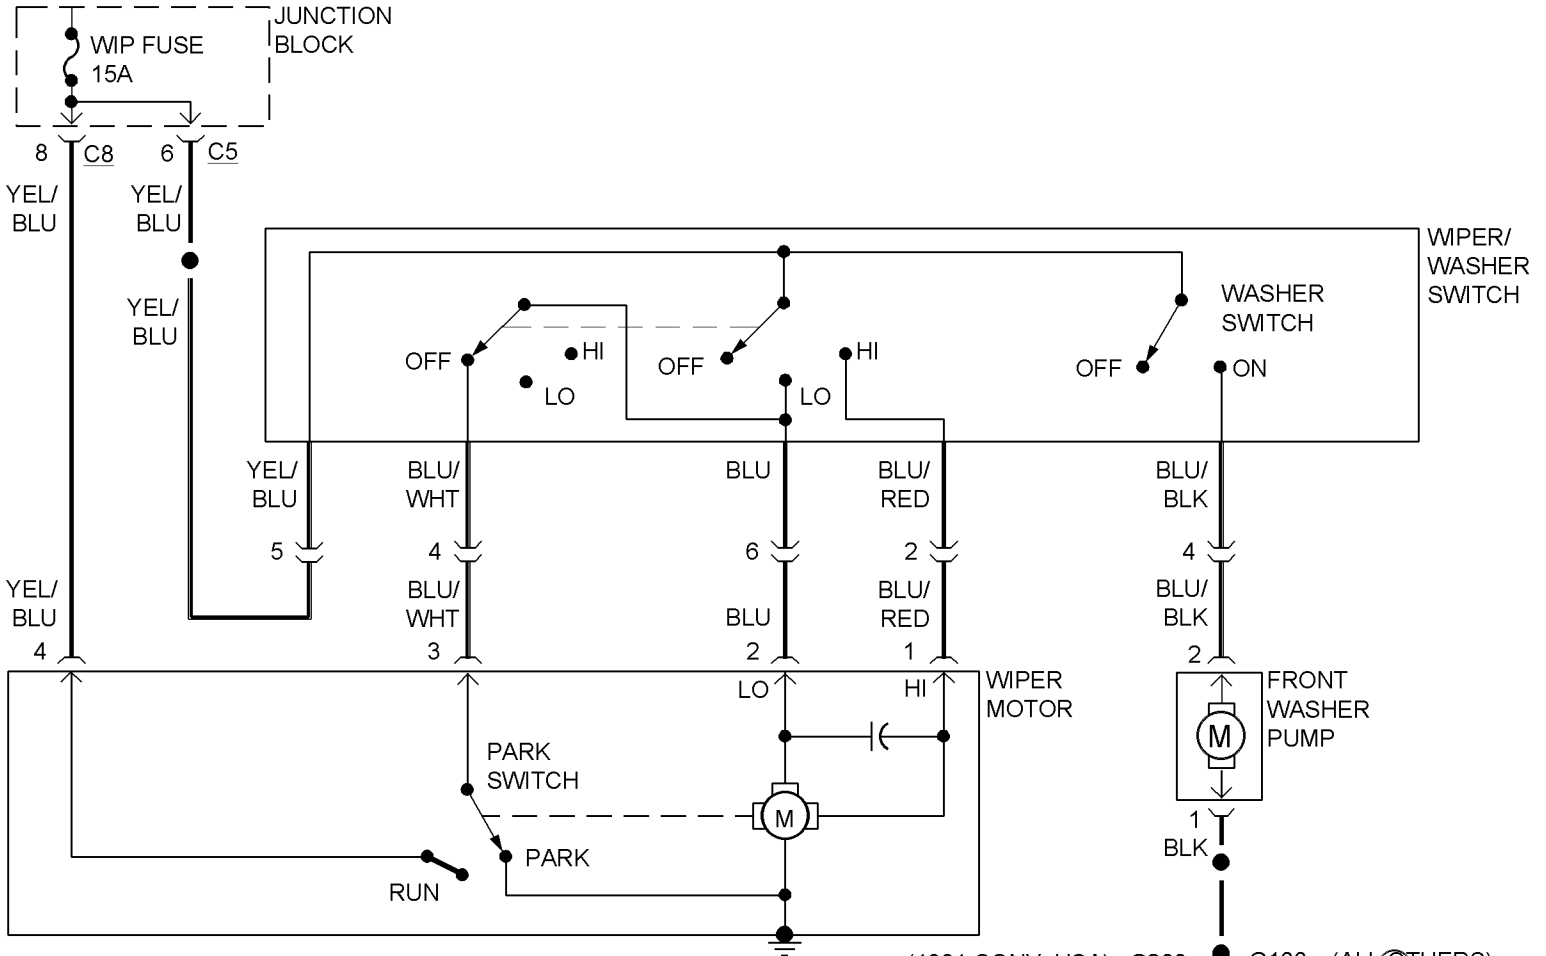 JUNCTION
BLOCK
WIP FUSE
15A
8
C8
6
C5
YEL/
BLU
YEL/
BLU
YEL/
BLU
WIPER/
WASHER
SWITCH
WASHER
SWITCH
OFF
HI
LO
OFF
HI
LO
OFF
ON
YEL/
BLU
BLU/
WHT
BLU
BLU/
RED
BLU/
BLK
5
4
6
2
4
YEL/
BLU
BLU/
WHT
BLU
BLU/
RED
BLU/
BLK
4
3
2
1
2
LO
HI
WIPER
MOTOR
FRONT
WASHER
PUMP
M
PARK
SWITCH
M
PARK
RUN
1
BLK